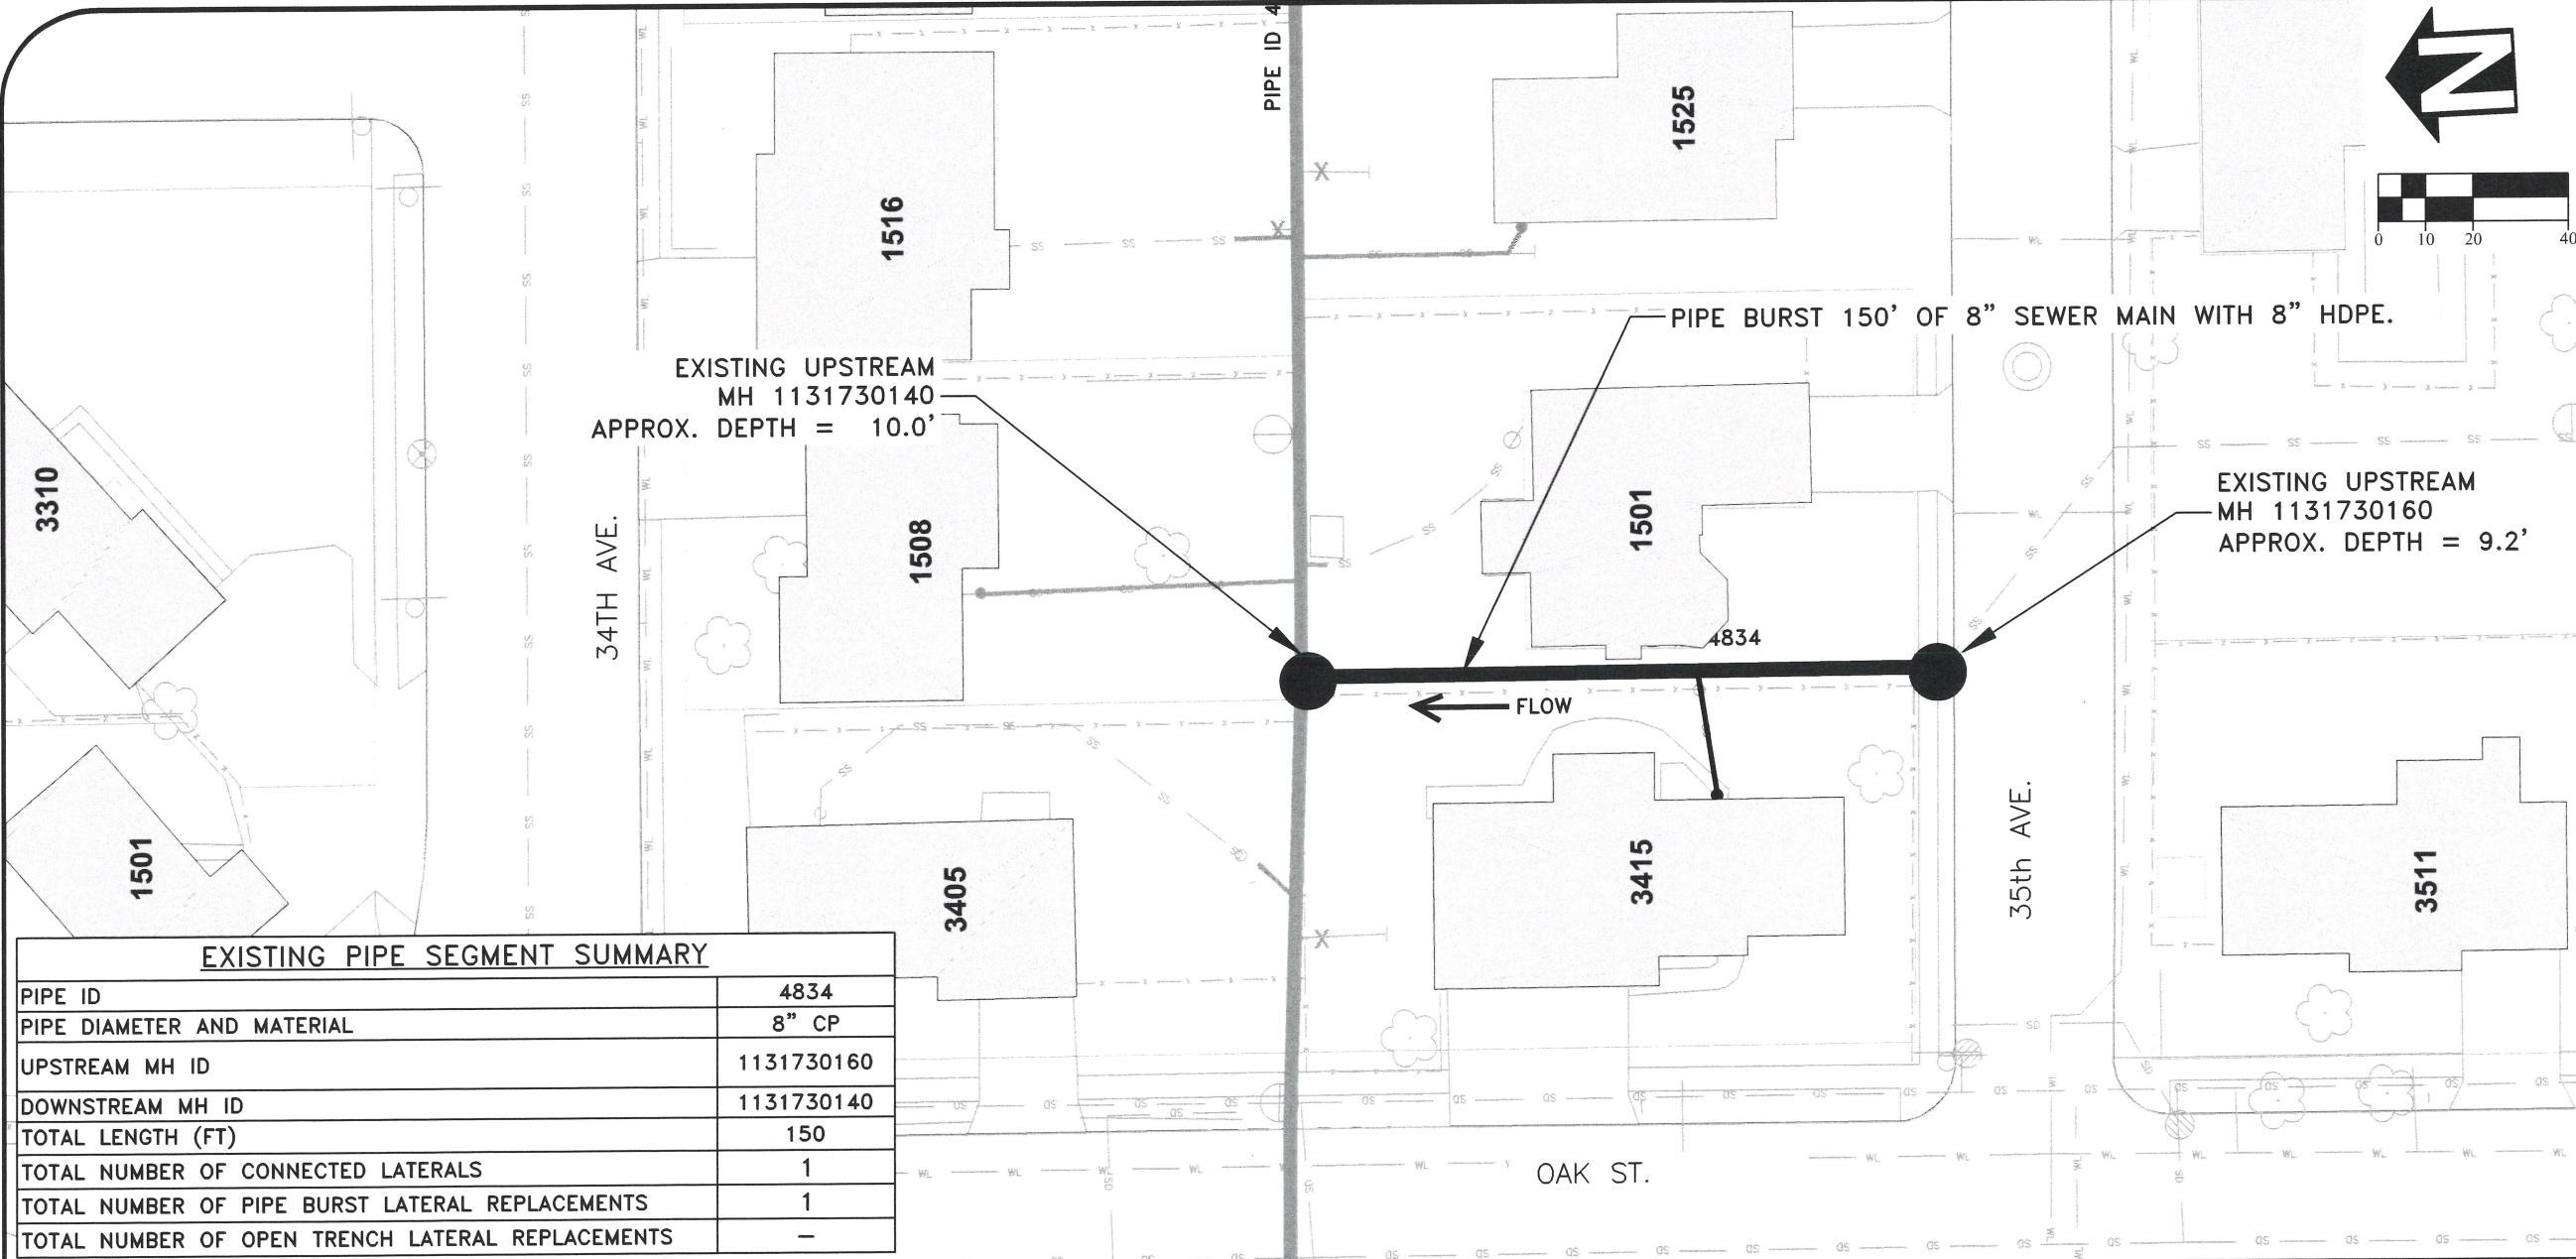 PIPE ID 4
N
0 10 20 40
1516
1525
PIPE BURST 150' OF 8” SEWER MAIN WITH 8” HDPE.
EXISTING UPSTREAM
MH 1131730140
APPROX. DEPTH = 10.0'
EXISTING UPSTREAM
MH 1131730160
APPROX. DEPTH = 9.2'
3310
34TH AVE.
1508
1501
4834
FLOW
1501
3405
3415
35th AVE.
3511
OAK ST.
EXISTING PIPE SEGMENT SUMMARY
PIPE ID 4834
PIPE DIAMETER AND MATERIAL 8” CP
UPSTREAM MH ID 1131730160
DOWNSTREAM MH ID 1131730140
TOTAL LENGTH (FT) 150
TOTAL NUMBER OF CONNECTED LATERALS 1
TOTAL NUMBER OF PIPE BURST LATERAL REPLACEMENTS 1
TOTAL NUMBER OF OPEN TRENCH LATERAL REPLACEMENTS –